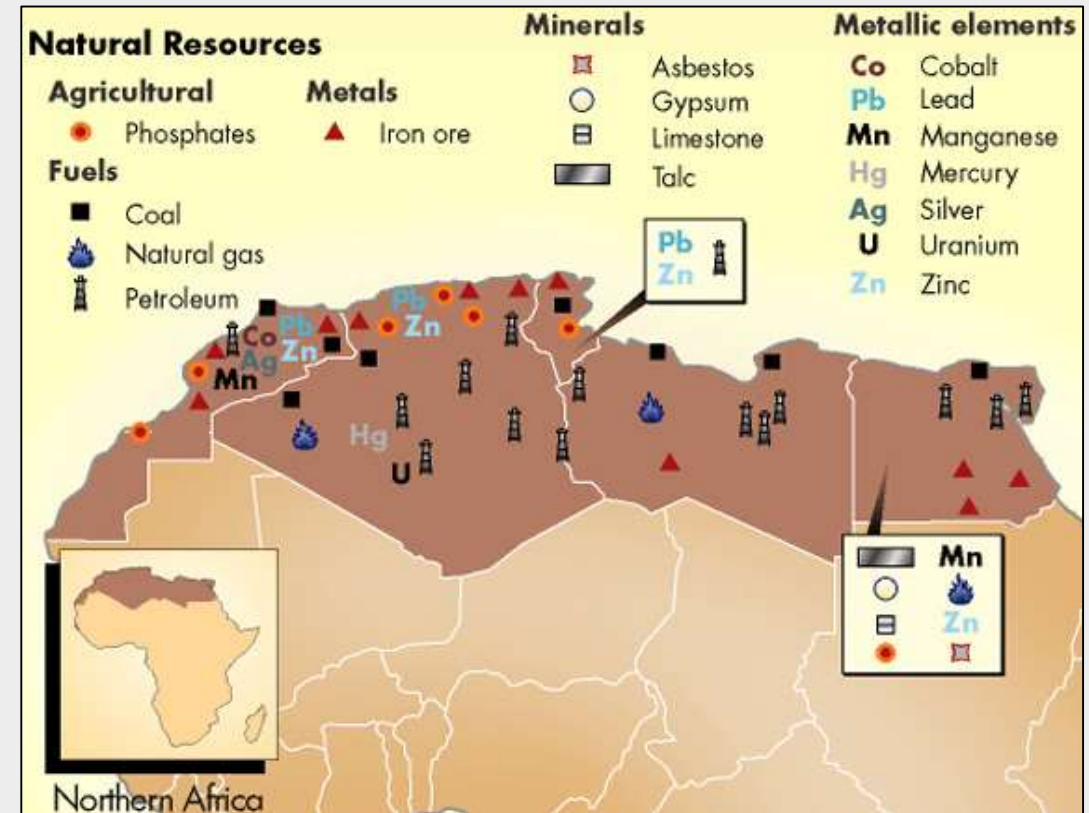 Natural Resources
Agricultural
Phosphates
Fuels
Coal
Natural gas
Petroleum
Metals
Iron ore
Minerals
Asbestos
Gypsum
Limestone
Talc
Metallic elements
Co Cobalt
Pb Lead
Mn Manganese
Hg Mercury
Ag Silver
U Uranium
Zn Zinc
Pb
Zn
Co
Ag
Mn
Pb
Zn
Pb
Zn
Hg
U
Mn
Zn
Northern Africa